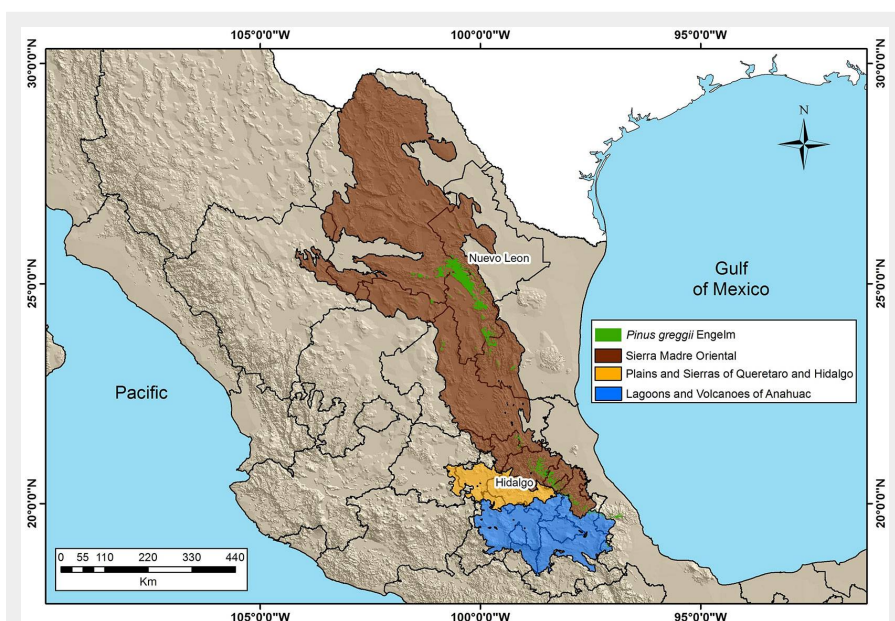 105°0'0"W
100°0'0"W
95°0'0"W
30°0'0"N
30°0'0"N
N
Nuevo Leon
25°0'0"N
25°0'0"N
Gulf
of Mexico
Pinus greggii Engelm
Sierra Madre Oriental
Plains and Sierras of Queretaro and Hidalgo
Lagoons and Volcanoes of Anahuac
Pacific
Hidalgo
20°0'0"N
20°0'0"N
0 55 110 220 330 440
Km
105°0'0"W
100°0'0"W
95°0'0"W